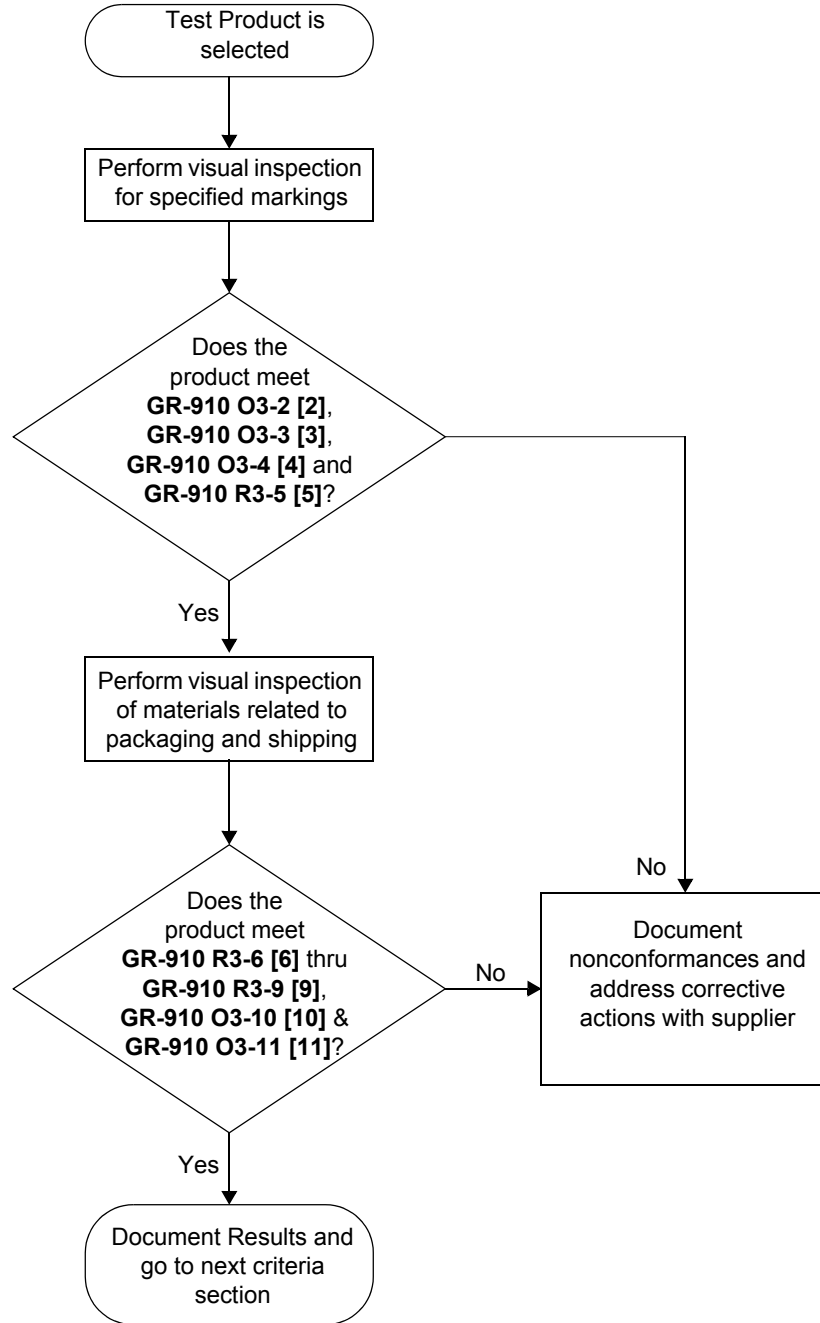 Test Product is
selected
Perform visual inspection
for specified markings
Does the
product meet
GR-910 O3-2 [2],
GR-910 O3-3 [3],
GR-910 O3-4 [4] and
GR-910 R3-5 [5]?
Yes
Perform visual inspection
of materials related to
packaging and shipping
Does the
product meet
GR-910 R3-6 [6] thru
GR-910 R3-9 [9],
GR-910 O3-10 [10] &
GR-910 O3-11 [11]?
No
No
Document
nonconformances and
address corrective
actions with supplier
Yes
Document Results and
go to next criteria
section